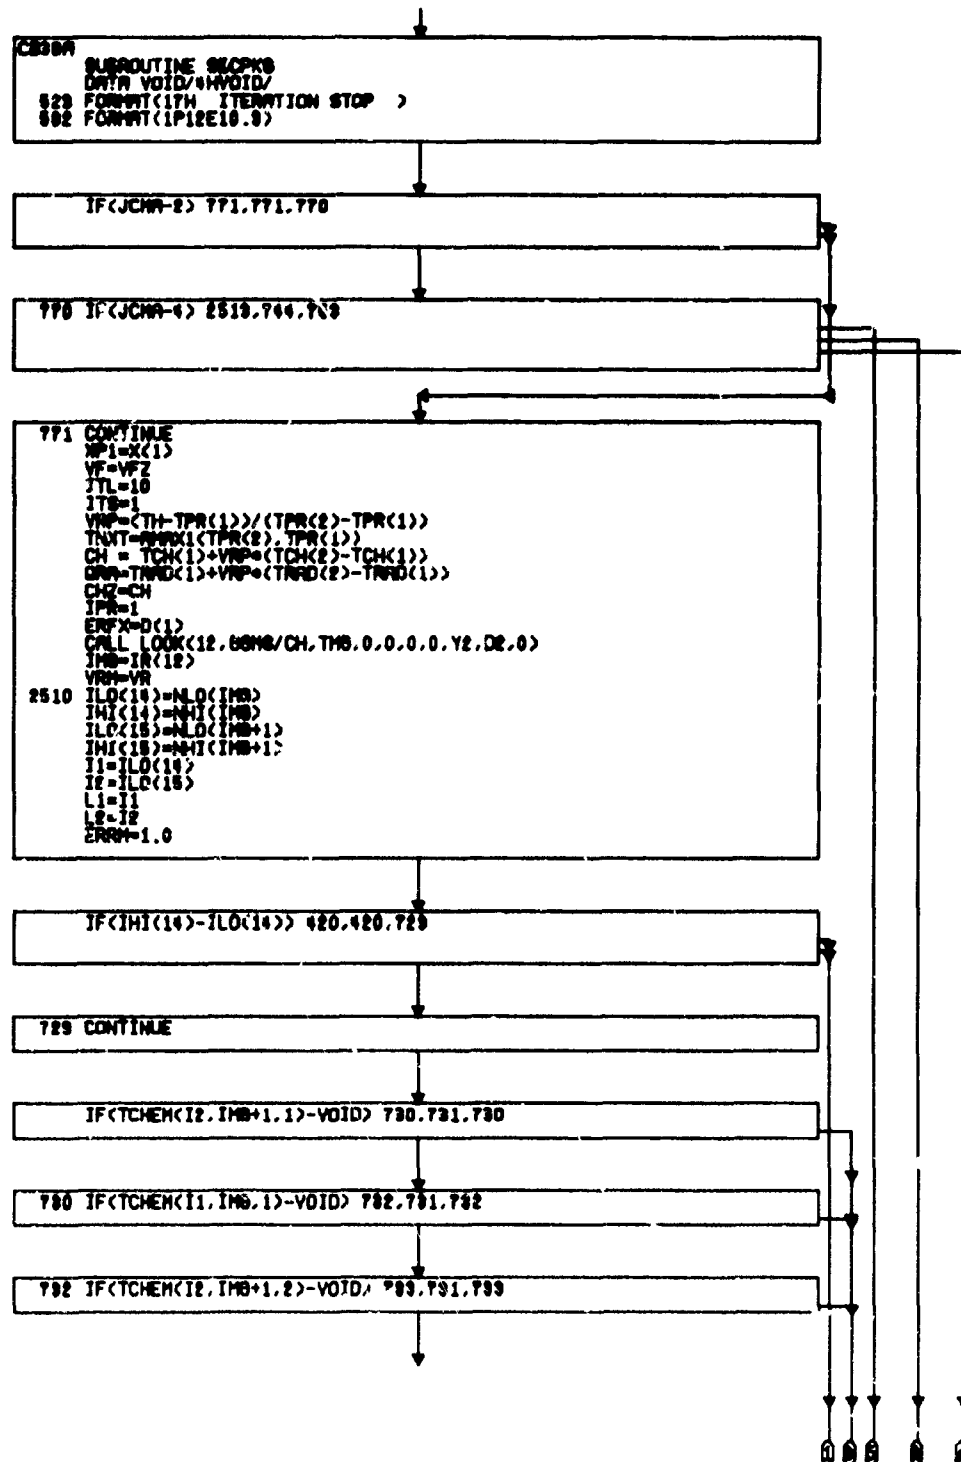 SUBROUTINE
DATA VOID/4HVOID/
529 FORMAT(17H ITERATION STOP )
FORMAT(1P12E10.3)
IF(JCMA-2) 771,771,770
770 IF(JCMA-4) 2513,744,
771 CONTINUE
XP1=X(1)
VF=VFZ
ITL=10
ITS=1
VRP=(TH-TPR(1))/(TPR(2)-TPR(1))
TNXT=AMAX1(TPR(2),TPR(1))
CH = TCH(1)+VRP*(TCH(2)-TCH(1))
QRA=TRAD(1)+VRP*(TRAD(2)-TRAD(1))
CHZ=CH
IPR=1
ERFX=D(1)
CALL LOOK(12,BSMG/CH,TMG,0,0,0,0,Y2,D2,0)
IMG=IR(12)
VRM=VR
2510 ILO(14)=NLO(IMG)
IHI(14)=NHI(IMG)
ILO(15)=NLO(IMG+1)
IHI(15)=NHI(IMG+1)
I1=ILO(14)
I2=ILO(15)
L1=I1
L2=I2
ERRM=1.0
IF(IHI(14)-ILO(14)) 420,420,729
729 CONTINUE
IF(TCHEM(I2,IMG+1,1)-VOID) 730,731,730
730 IF(TCHEM(I1,IMG,1)-VOID) 732,731,732
732 IF(TCHEM(I2,IMG+1,2)-VOID) 733,731,733